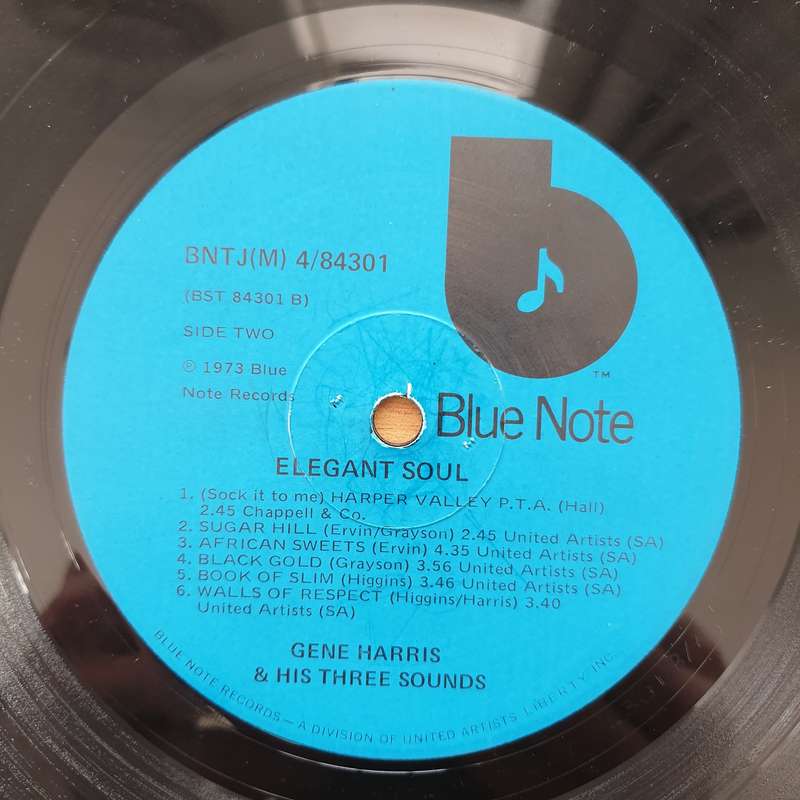 BNTJ(M) 4/84301
(BST 84301 B)
SIDE TWO
℗ 1973 Blue
Note Records
TM
Blue Note
ELEGANT SOUL
1. (Sock it to me) HARPER VALLEY P.T.A. (Hall)
2.45 Chappell & Co.
2. SUGAR HILL (Ervin/Grayson) 2.45 United Artists (SA)
3. AFRICAN SWEETS (Ervin) 4.35 United Artists (SA)
4. BLACK GOLD (Grayson) 3.56 United Artists (SA)
5. BOOK OF SLIM (Higgins) 3.46 United Artists (SA)
6. WALLS OF RESPECT (Higgins/Harris) 3.40
United Artists (SA)
GENE HARRIS
& HIS THREE SOUNDS
BLUE NOTE RECORDS — A DIVISION OF UNITED ARTISTS LIBERTY INC.